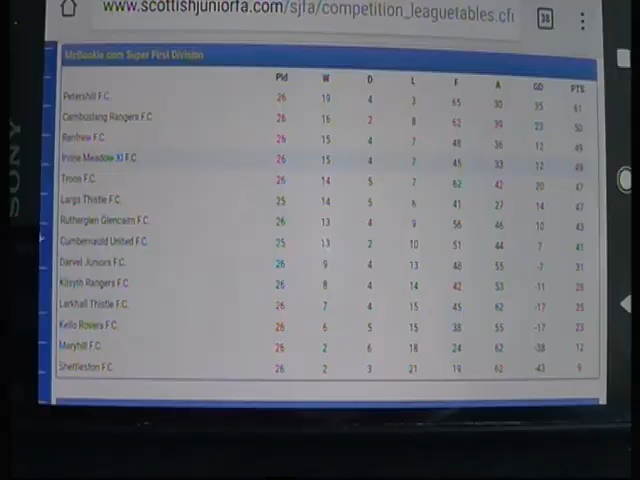 www.scottishjuniorfa.com/sjfa/competition_leaguetables.cf
38
SONY
McBookie.com Super First Division
Pld W D L F A GD PTS
Petershill F.C. 26 19 4 3 65 30 35 61
Cambuslang Rangers F.C. 26 16 2 8 62 39 23 50
Renfrew F.C. 26 15 4 7 48 36 12 49
Irvine Meadow XI F.C. 26 15 4 7 45 33 12 49
Troon F.C. 26 14 5 7 62 42 20 47
Largs Thistle F.C. 25 14 5 6 41 27 14 47
Rutherglen Glencairn F.C. 26 13 4 9 56 46 10 43
Cumbernauld United F.C. 25 13 2 10 51 44 7 41
Darvel Juniors F.C. 26 9 4 13 48 55 -7 31
Kilsyth Rangers F.C. 26 8 4 14 42 53 -11 28
Larkhall Thistle F.C. 26 7 4 15 45 62 -17 25
Kello Rovers F.C. 26 6 5 15 38 55 -17 23
Maryhill F.C. 26 2 6 18 24 62 -38 12
Shettleston F.C. 26 2 3 21 19 62 -43 9